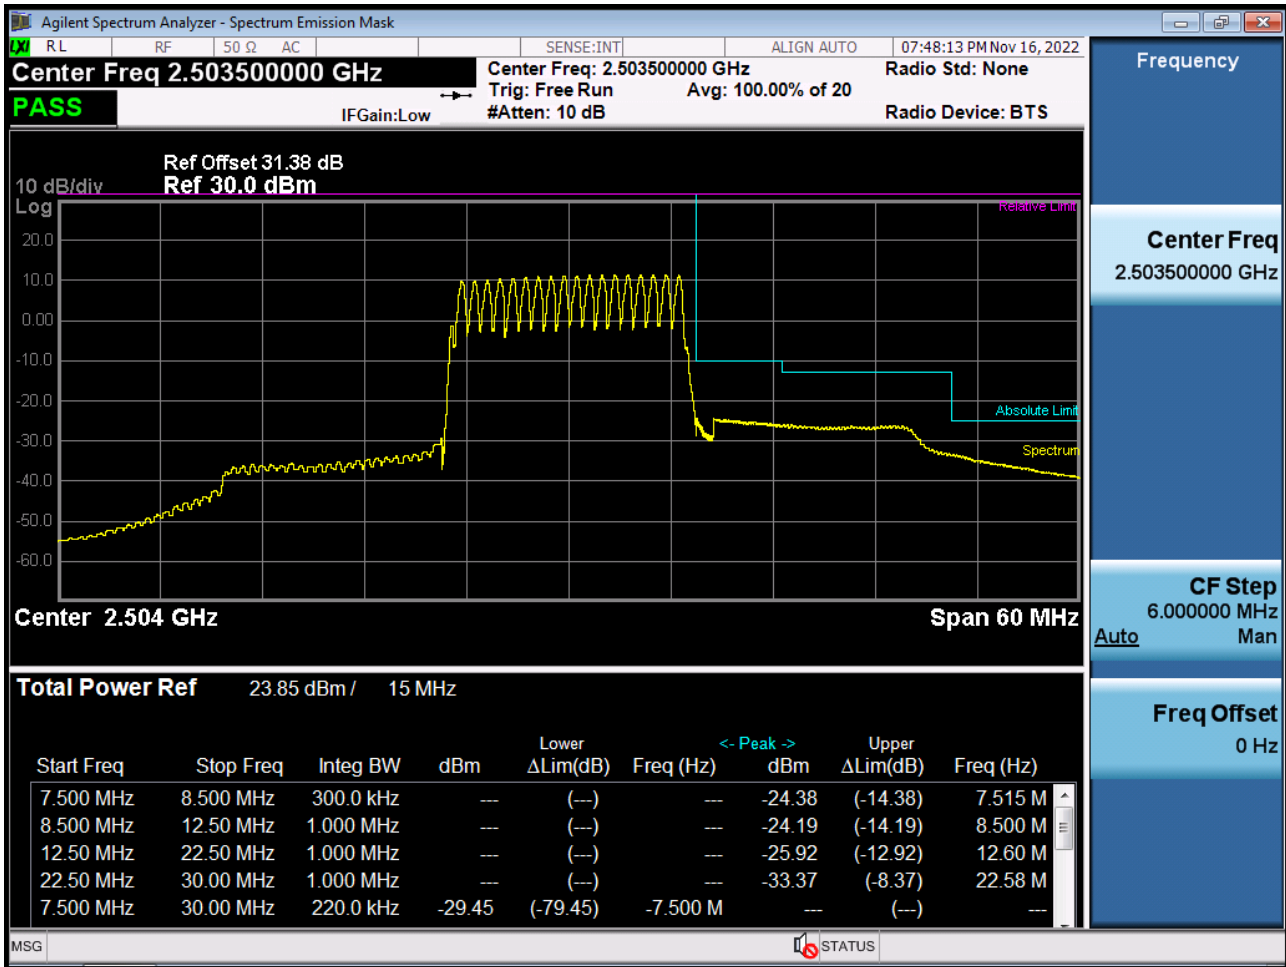 Agilent Spectrum Analyzer - Spectrum Emission Mask
LXI RL RF 50 Ω AC SENSE:INT ALIGN AUTO 07:48:13 PM Nov 16, 2022
Center Freq 2.503500000 GHz
Center Freq: 2.503500000 GHz
Radio Std: None
Trig: Free Run Avg: 100.00% of 20
PASS
IFGain:Low
#Atten: 10 dB
Radio Device: BTS
Ref Offset 31.38 dB
10 dB/div Ref 30.0 dBm
Log
Relative Limit
20.0
10.0
0.00
-10.0
-20.0
Absolute Limit
-30.0
Spectrum
-40.0
-50.0
-60.0
Center 2.504 GHz Span 60 MHz
Total Power Ref 23.85 dBm / 15 MHz
Lower <- Peak -> Upper
Start Freq Stop Freq Integ BW dBm ΔLim(dB) Freq (Hz) dBm ΔLim(dB) Freq (Hz)
7.500 MHz 8.500 MHz 300.0 kHz --- (---) --- -24.38 (-14.38) 7.515 M
8.500 MHz 12.50 MHz 1.000 MHz --- (---) --- -24.19 (-14.19) 8.500 M
12.50 MHz 22.50 MHz 1.000 MHz --- (---) --- -25.92 (-12.92) 12.60 M
22.50 MHz 30.00 MHz 1.000 MHz --- (---) --- -33.37 (-8.37) 22.58 M
7.500 MHz 30.00 MHz 220.0 kHz -29.45 (-79.45) -7.500 M --- (---) ---
MSG STATUS
Frequency
Center Freq
2.503500000 GHz
CF Step
6.000000 MHz
Auto Man
Freq Offset
0 Hz